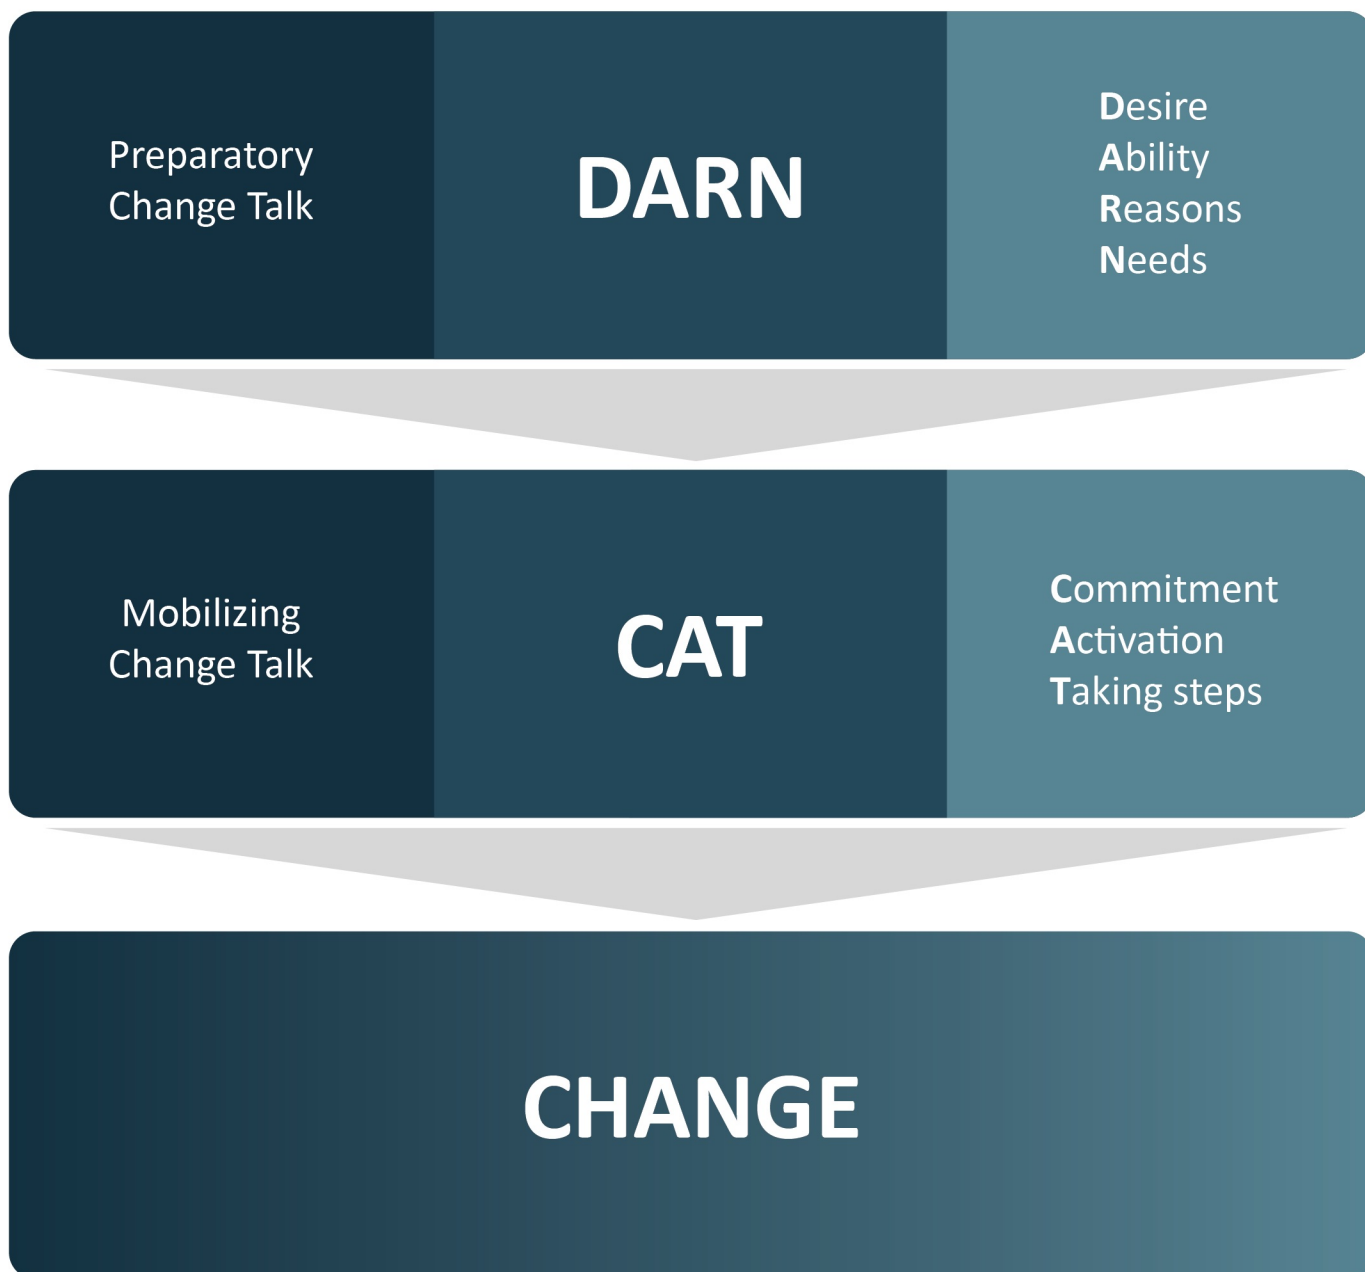 Preparatory
Change Talk
DARN
Desire
Ability
Reasons
Needs
Mobilizing
Change Talk
CAT
Commitment
Activation
Taking steps
CHANGE